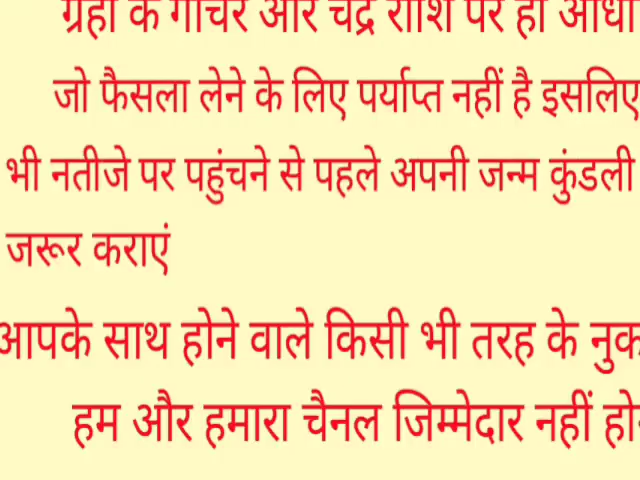 ग्रहों के गोचर और चंद्र राशि पर ही
जो फैसला लेने के लिए पर्याप्त नहीं है इसलिए
भी नतीजे पर पहुंचने से पहले अपनी जन्म कुंडली
जरूर कराएं
आपके साथ होने वाले किसी भी तरह के
हम और हमारा चैनल जिम्मेदार नहीं